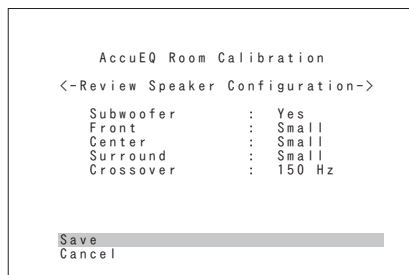 AccuEQ Room Calibration
<-Review Speaker Configuration->
Subwoofer : Yes
Front : Small
Center : Small
Surround : Small
Crossover : 150 Hz
Save
Cancel